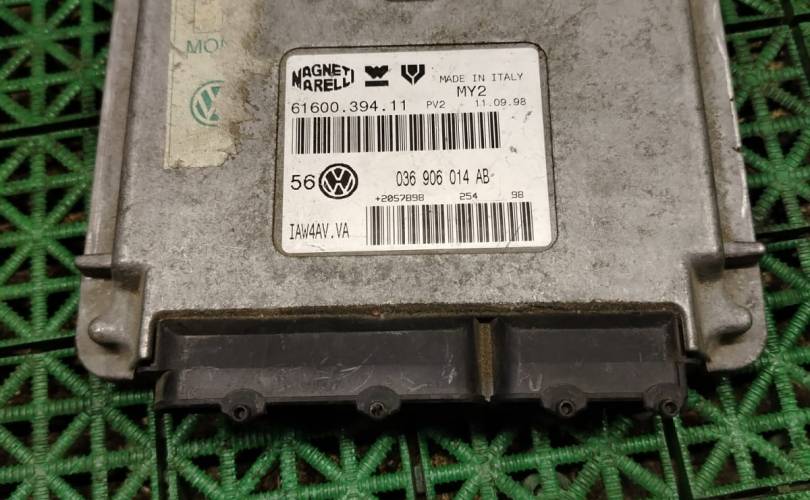 MAGNETI MARELLI
MADE IN ITALY
MY2
61600.394.11 PV2 11.09.98
56 036 906 014 AB
+2057898 254 98
IAW4AV.VA